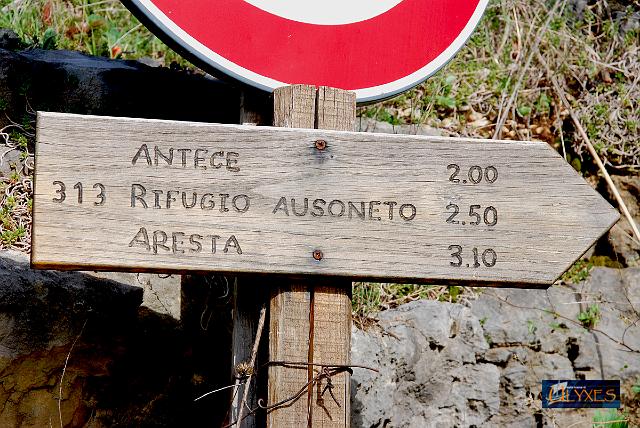 ANTECE 2.00
313 RIFUGIO AUSONETO 2.50
ARESTA 3.10
ULYXES